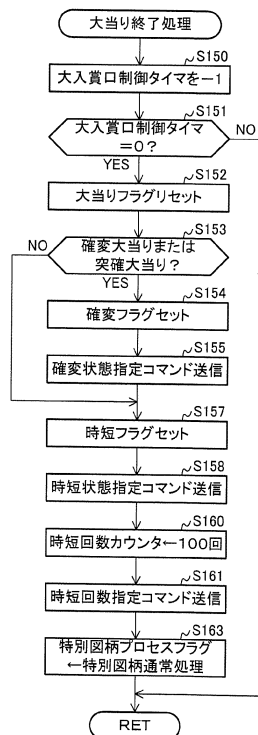 大当り終了処理
S150
大入賞口制御タイマを−1
S151
大入賞口制御タイマ
=0?
NO
YES
S152
大当りフラグリセット
S153
NO
確変大当りまたは
突確大当り?
YES
S154
確変フラグセット
S155
確変状態指定コマンド送信
S157
時短フラグセット
S158
時短状態指定コマンド送信
S160
時短回数カウンタ←100回
S161
時短回数指定コマンド送信
S163
特別図柄プロセスフラグ
←特別図柄通常処理
RET